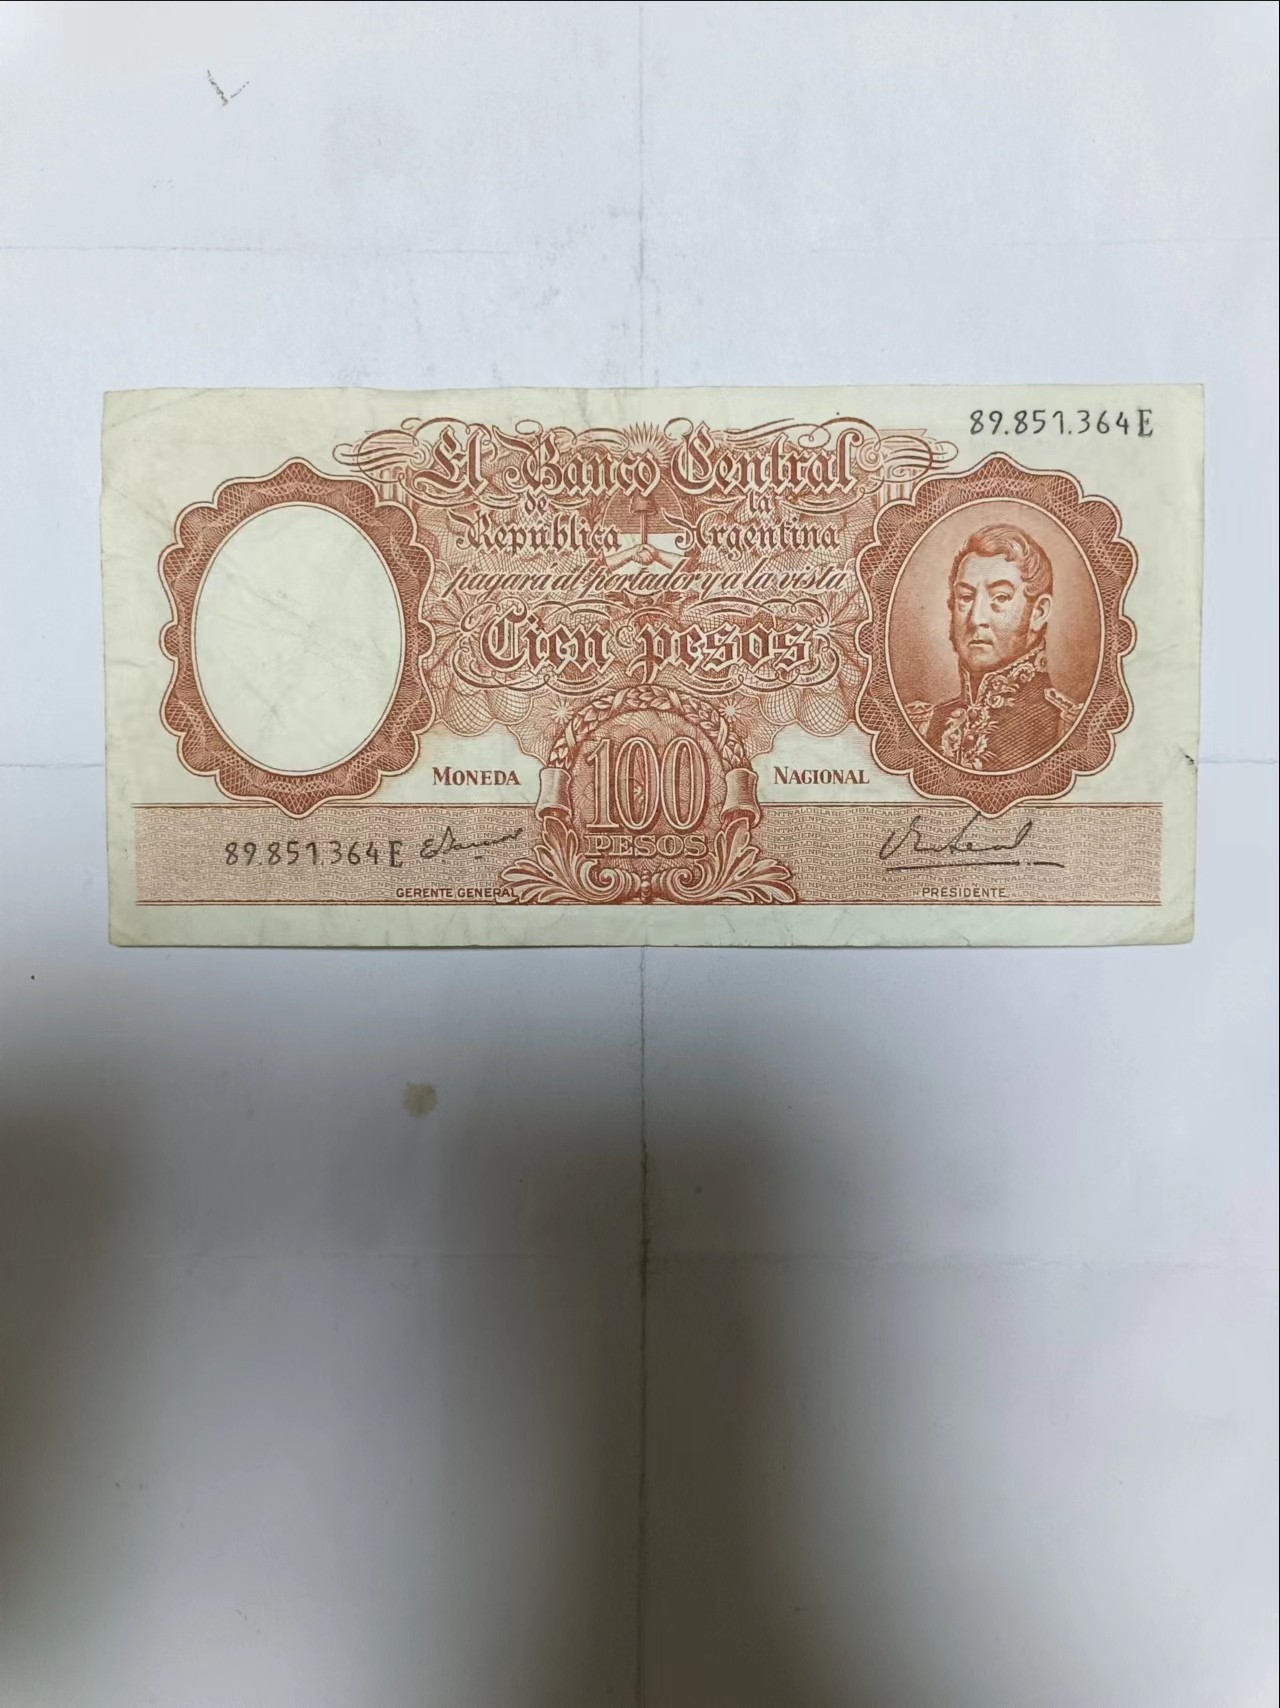 89.851.364E
El Banco Central
de la
República Argentina
pagará al portador y a la vista
Cien pesos
MONEDA NACIONAL
100
PESOS
89.851.364E
GERENTE GENERAL
PRESIDENTE